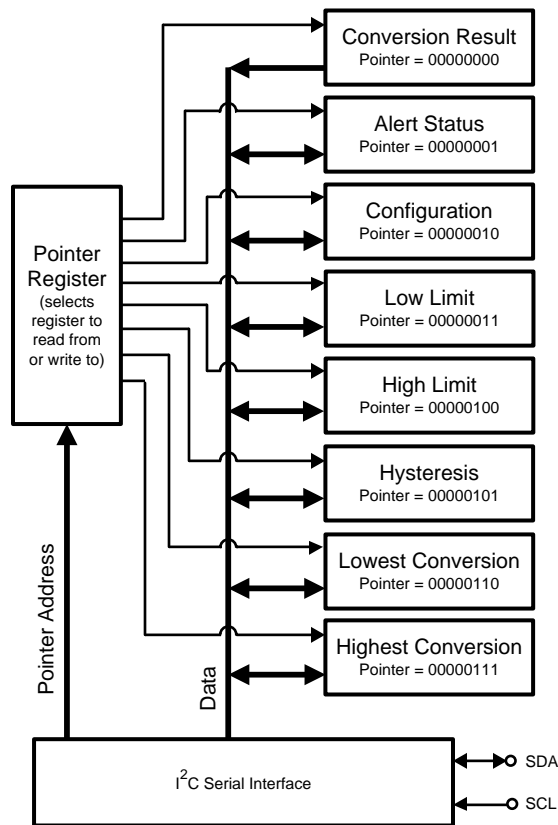 Conversion Result
Pointer = 00000000
Alert Status
Pointer = 00000001
Configuration
Pointer = 00000010
Low Limit
Pointer = 00000011
High Limit
Pointer = 00000100
Hysteresis
Pointer = 00000101
Lowest Conversion
Pointer = 00000110
Highest Conversion
Pointer = 00000111
Pointer
Register
(selects
register to
read from
or write to)
Pointer Address
Data
I²C Serial Interface
SDA
SCL